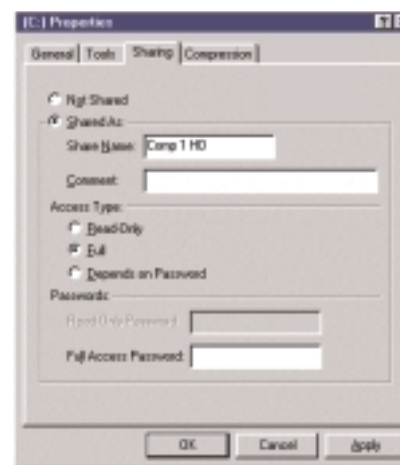 (C:) Properties
General Tools Sharing Compression
Not Shared
Shared As:
Share Name: Comp 1 HD
Comment:
Access Type:
Read-Only
Full
Depends on Password
Passwords:
Read-Only Password:
Full Access Password:
OK Cancel Apply